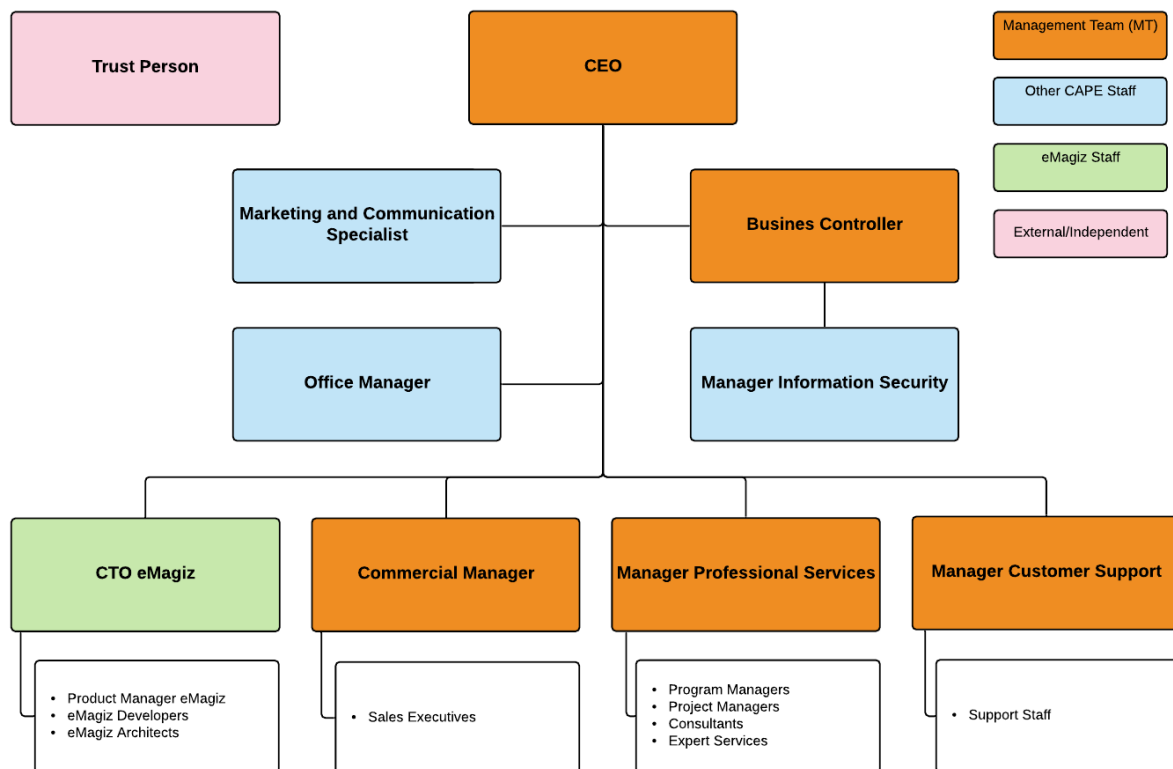 Trust Person
CEO
Management Team (MT)
Other CAPE Staff
eMagiz Staff
External/Independent
Marketing and Communication
Specialist
Busines Controller
Office Manager
Manager Information Security
CTO eMagiz
Commercial Manager
Manager Professional Services
Manager Customer Support
• Product Manager eMagiz
• eMagiz Developers
• eMagiz Architects
• Sales Executives
• Program Managers
• Project Managers
• Consultants
• Expert Services
• Support Staff